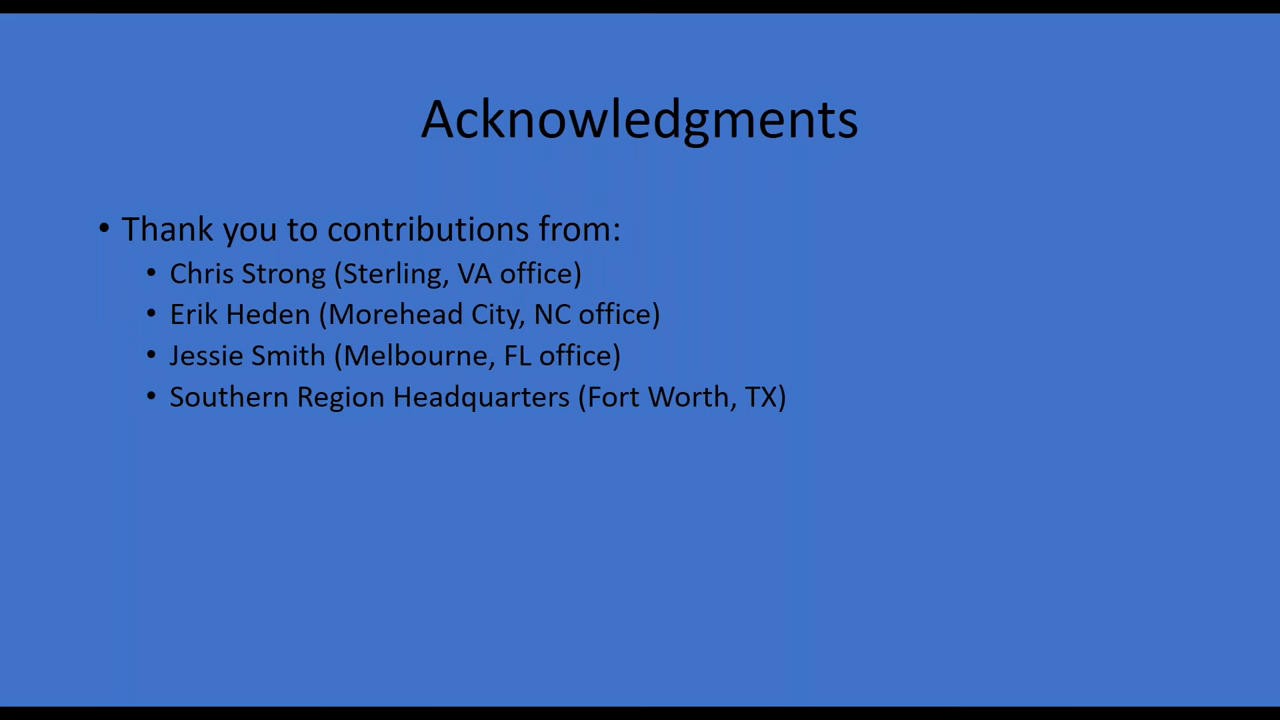 Acknowledgments
• Thank you to contributions from:
• Chris Strong (Sterling, VA office)
• Erik Heden (Morehead City, NC office)
• Jessie Smith (Melbourne, FL office)
• Southern Region Headquarters (Fort Worth, TX)